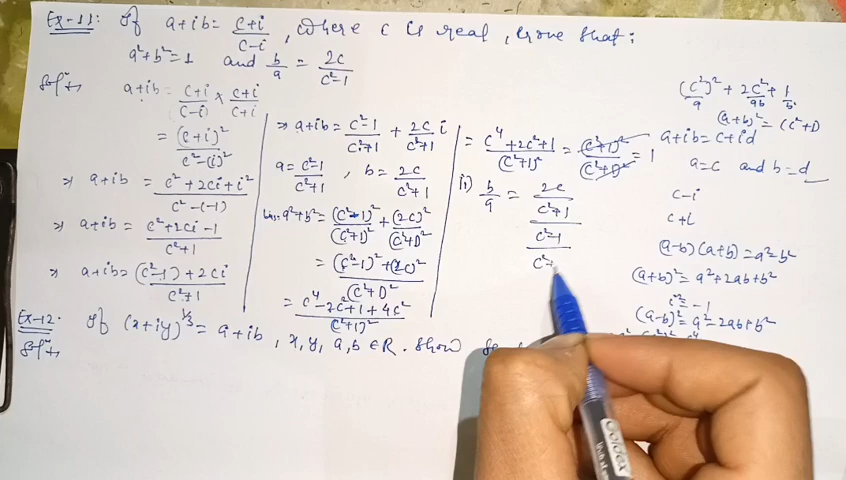 Ex-11: If a+ib = (c+i)/(c-i), where c is real, prove that:
a²+b²=1 and b/a = 2c/(c²-1)
Solⁿ,
a+ib = (c+i)/(c-i) × (c+i)/(c+i)
= (c+i)²/(c²-(i)²
⇒ a+ib = (c²+2ci+i²)/(c²-(-1))
⇒ a+ib = (c²+2ci-1)/(c²+1)
⇒ a+ib = ((c²-1)+2ci)/(c²+1)
⇒ a+ib = (c²-1)/(c²+1) + 2c/(c²+1) i
a = (c²-1)/(c²+1) , b = 2c/(c²+1)
a²+b² = (c²-1)²/(c²+1)² + (2c)²/(c²+1)²
= ((c²-1)²+(2c)²)/(c²+1)²
= (c⁴-2c²+1+4c²)/(c²+1)²
= (c⁴+2c²+1)/(c²+1)² = (c²+1)²/(c²+1)² = 1
ii) b/a = (2c/(c²+1))/((c²-1)/(c²+
(c²)²/a + 2c²/ab + 1/b
(a+b)² = (c²+1)
a+ib = c+id
a=c and b=d
c-i
c+i
(a-b)(a+b) = a²-b²
(a+b)² = a²+2ab+b²
i² = -1
(a-b)² = a²-2ab+b²
Ex-12. If (x+iy)^(1/3) = a+ib, x,y, a,b ∈ R. Show
Solⁿ,
Goldex